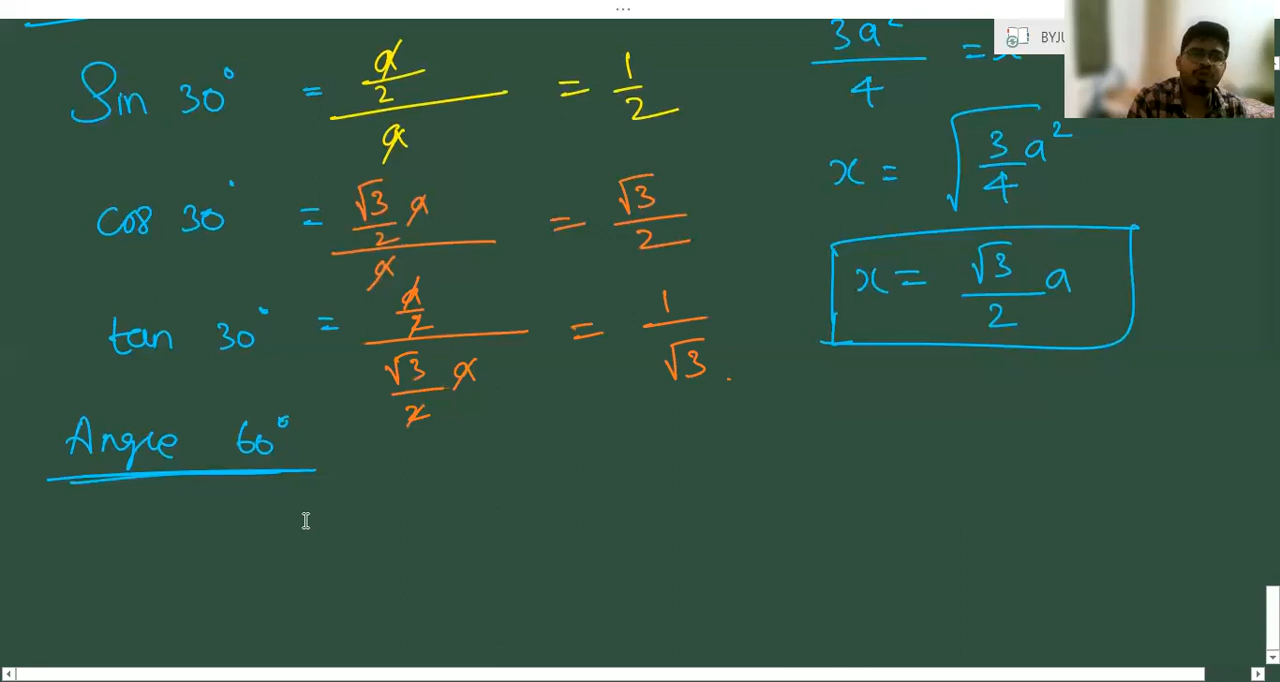 Sin 30° = (a/2)/a = 1/2
cos 30° = (√3/2 a)/a = √3/2
tan 30° = (a/2)/(√3/2 a) = 1/√3 .
Angle 60°
BYJU
3a²/4 =
x = √(3/4 a²)
x = √3/2 a